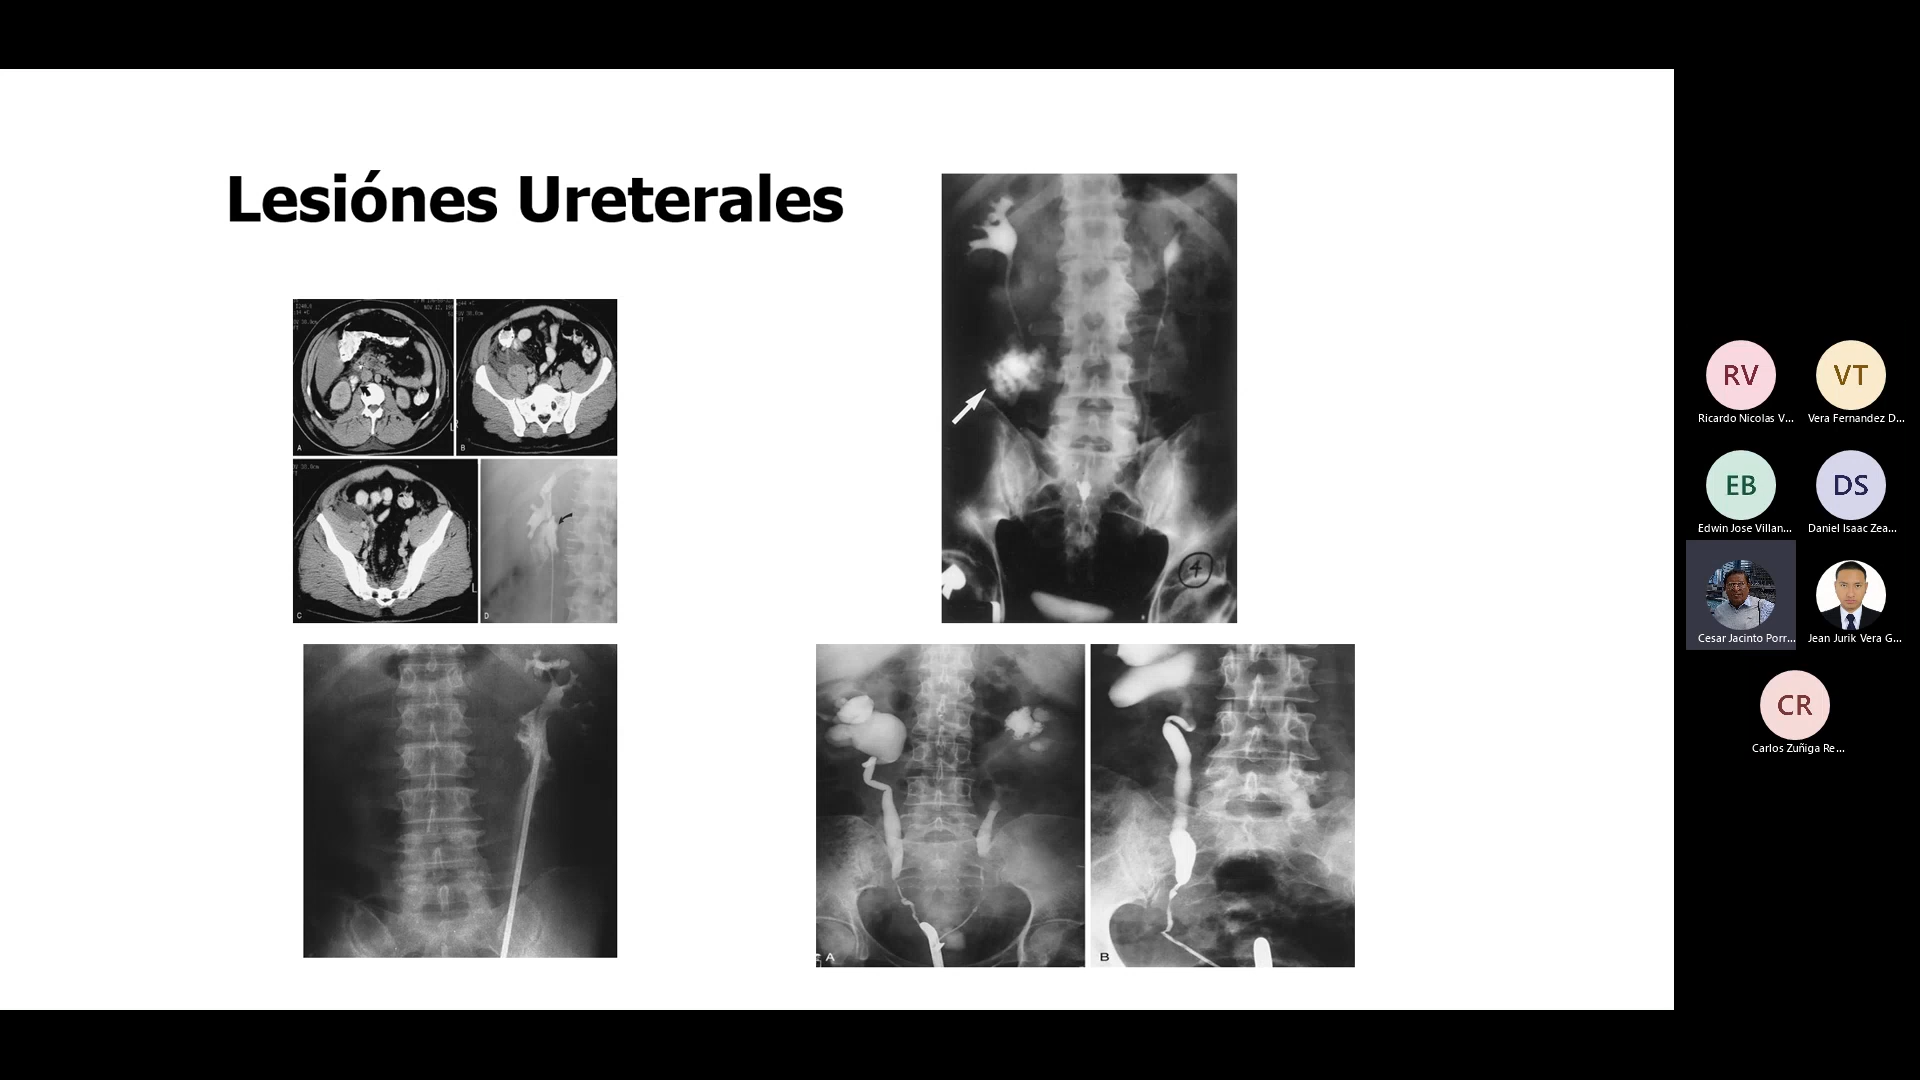 Lesiónes Ureterales
A
B
C
L
D
L
4
A
B
RV
VT
Ricardo Nicolas V...
Vera Fernandez D...
EB
DS
Edwin Jose Villan...
Daniel Isaac Zea...
Cesar Jacinto Porr...
Jean Jurik Vera G...
CR
Carlos Zuñiga Re...